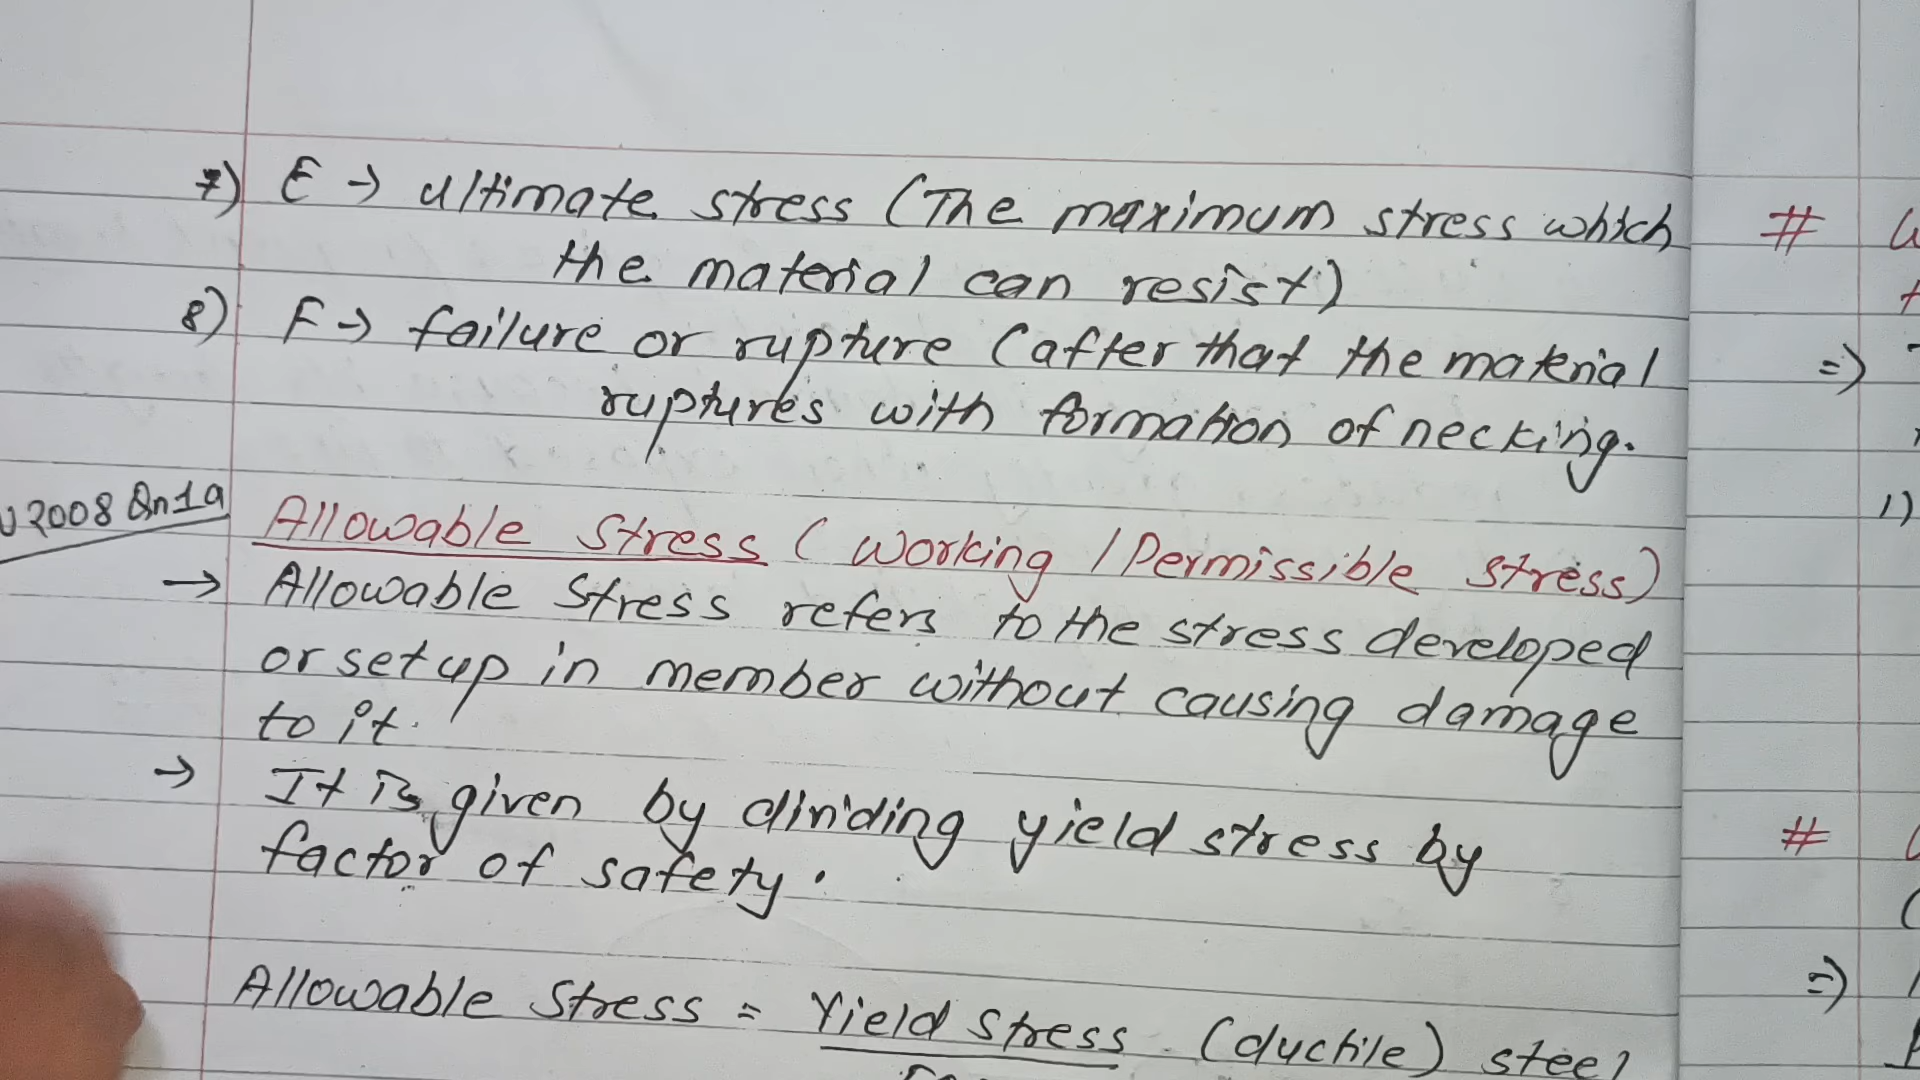 7) E → ultimate stress (The maximum stress which
the material can resist)
8) F → failure or rupture (after that the material
ruptures with formation of necking.
2008 Qn1a
Allowable Stress (Working / Permissible stress)
→ Allowable Stress refers to the stress developed
or set up in member without causing damage
to it.
→ It is given by dividing yield stress by
factor of safety.
Allowable Stress = Yield stress (ductile) steel
#
=)
1)
#
=)